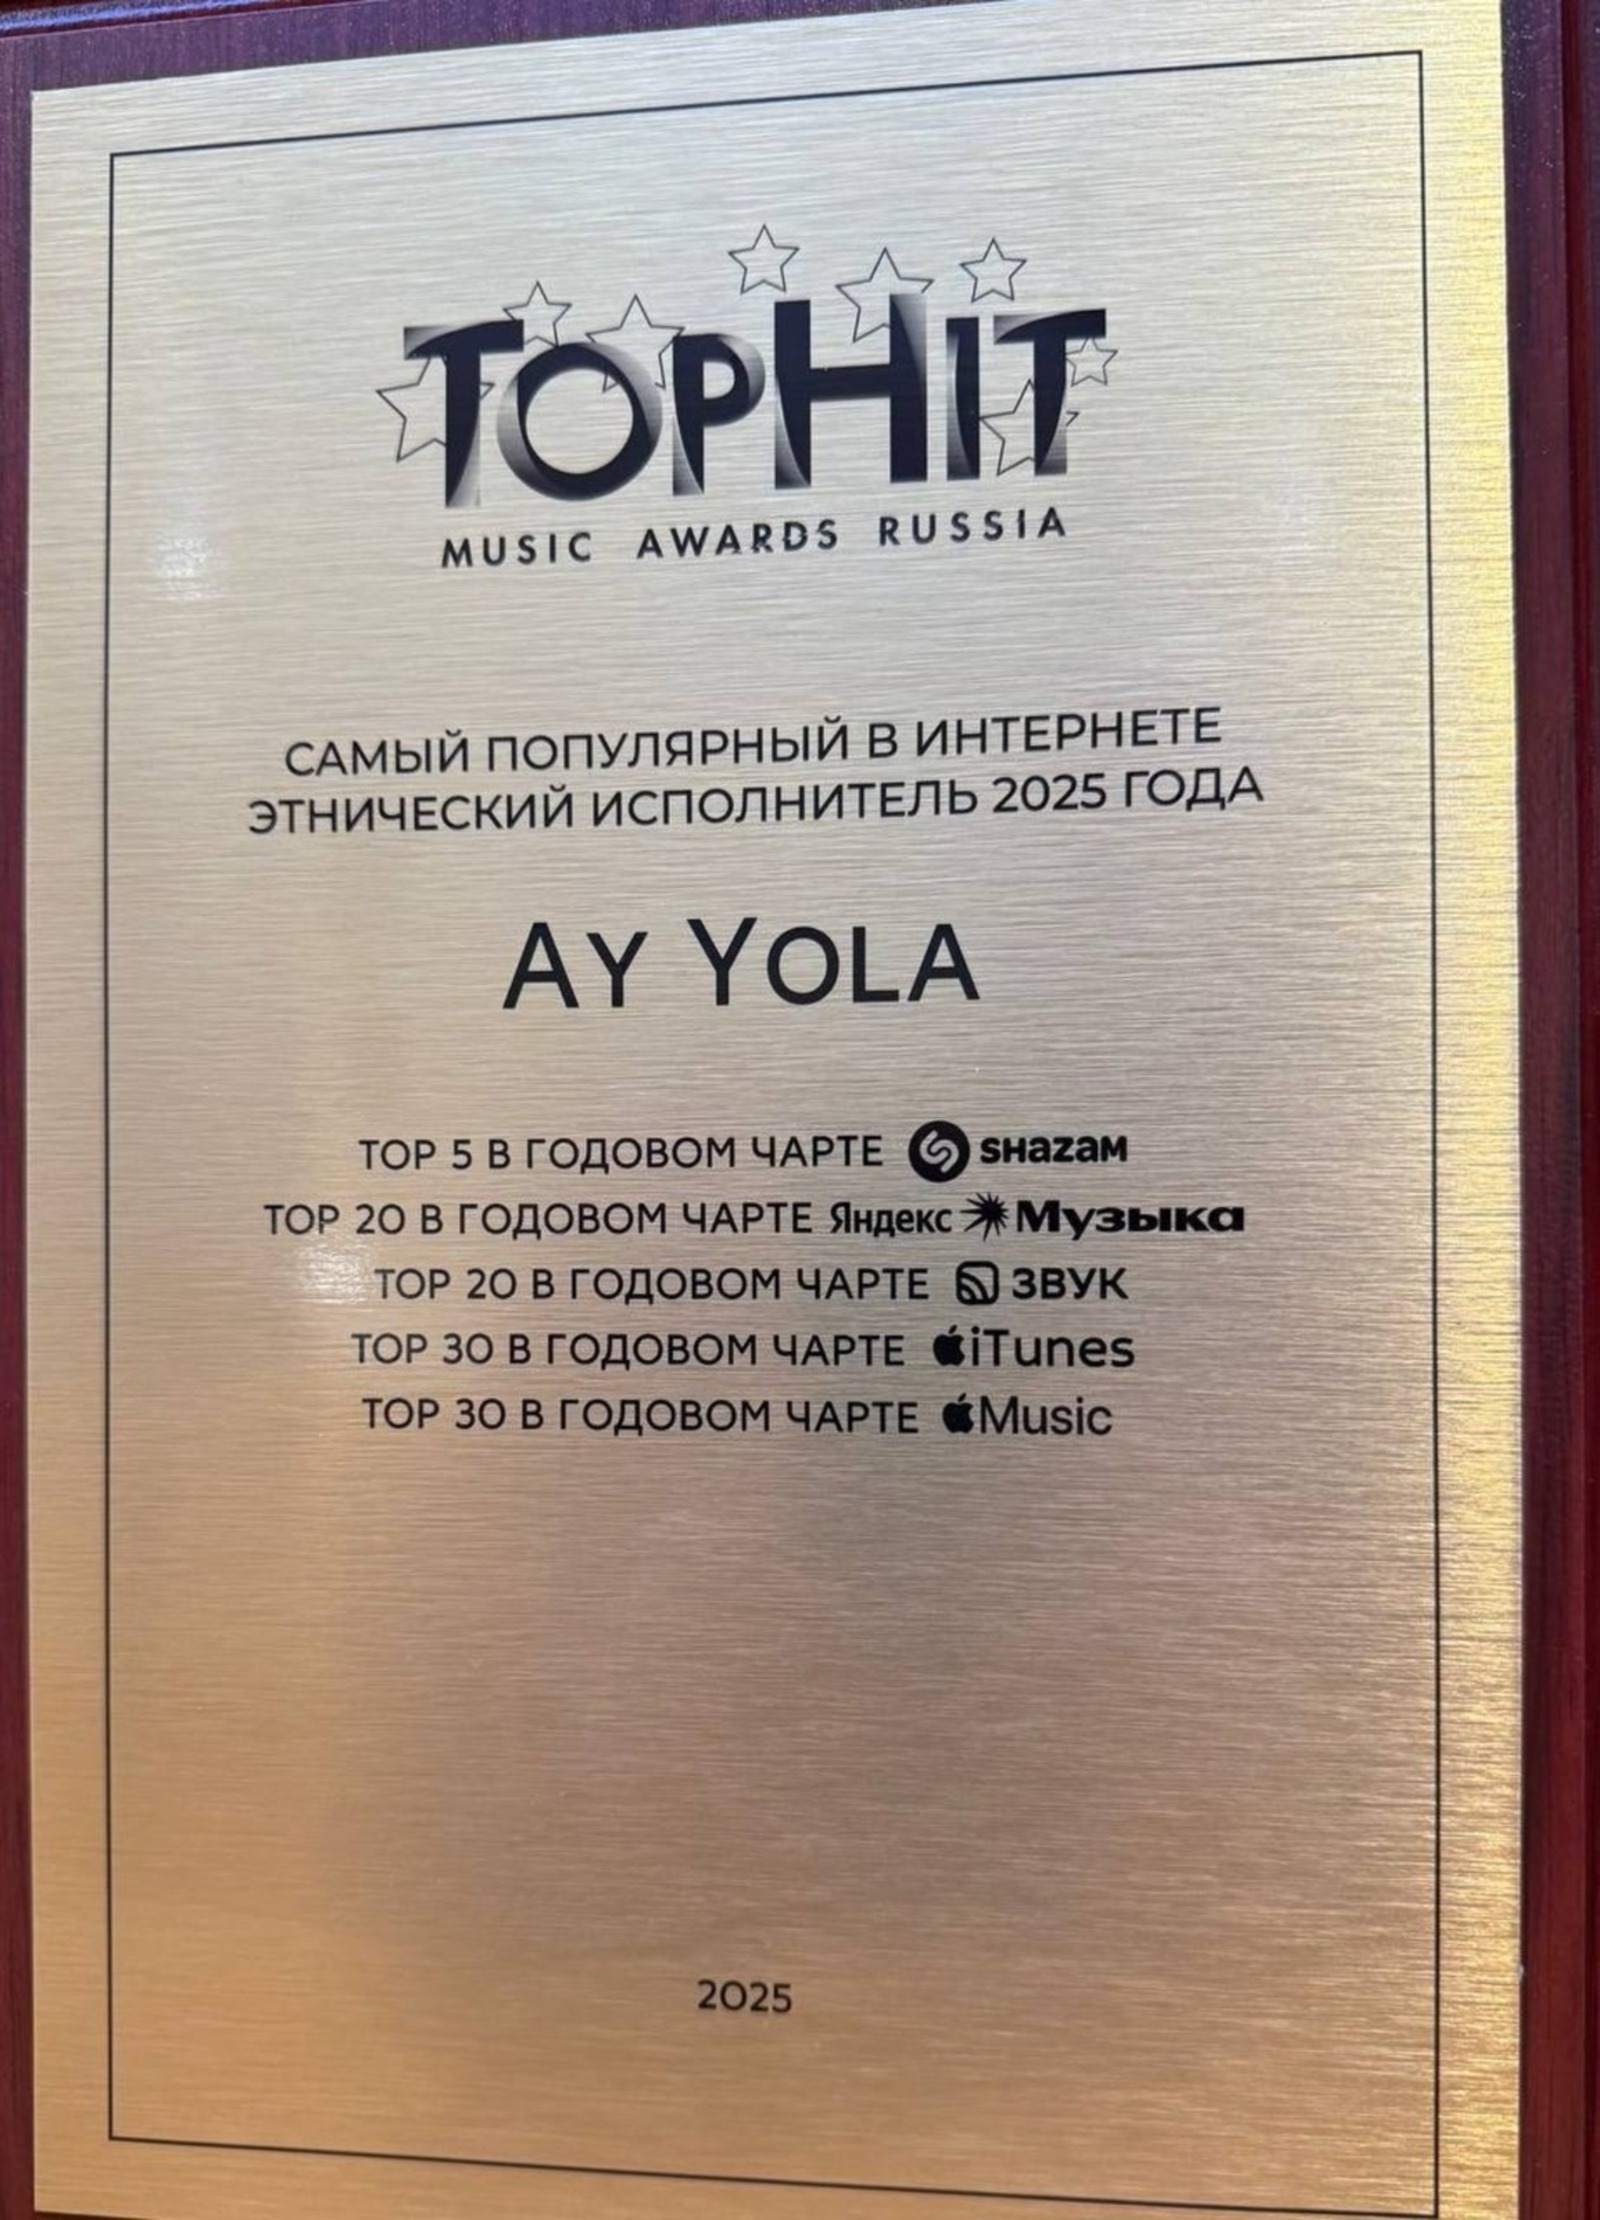 TOPHIT
MUSIC AWARDS RUSSIA
САМЫЙ ПОПУЛЯРНЫЙ В ИНТЕРНЕТЕ
ЭТНИЧЕСКИЙ ИСПОЛНИТЕЛЬ 2025 ГОДА
AY YOLA
TOP 5 В ГОДОВОМ ЧАРТЕ SHAZAM
TOP 20 В ГОДОВОМ ЧАРТЕ Яндекс Музыка
TOP 20 В ГОДОВОМ ЧАРТЕ ЗВУК
TOP 30 В ГОДОВОМ ЧАРТЕ iTunes
TOP 30 В ГОДОВОМ ЧАРТЕ Music
2025